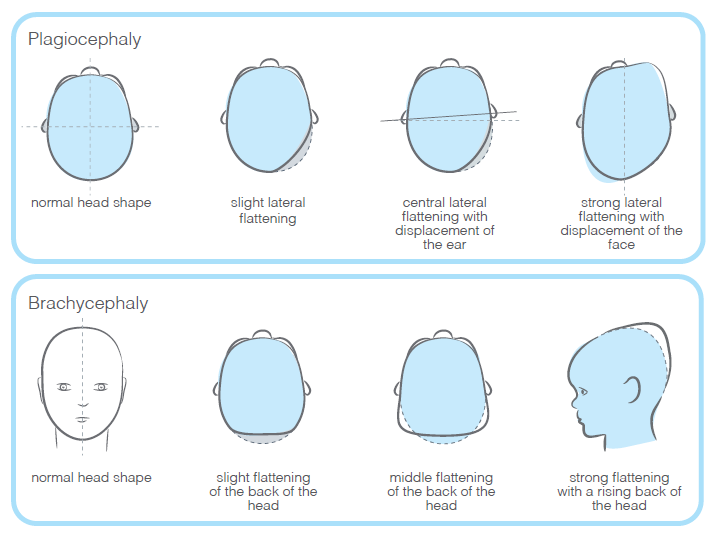 Plagiocephaly
normal head shape
slight lateral
flattening
central lateral
flattening with
displacement of
the ear
strong lateral
flattening with
displacement of the
face
Brachycephaly
normal head shape
slight flattening
of the back of the
head
middle flattening
of the back of the
head
strong flattening
with a rising back of
the head